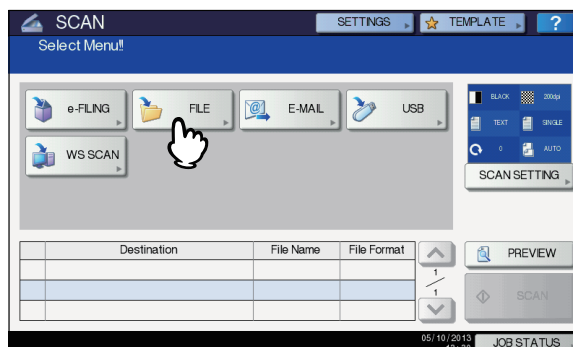 SCAN SETTINGS TEMPLATE ?
Select Menu!!
e-FILING FILE E-MAIL USB
WS SCAN
BLACK 200dpi
TEXT SINGLE
0 AUTO
SCAN SETTING
Destination File Name File Format
1
1
PREVIEW
SCAN
05/10/2013
JOB STATUS